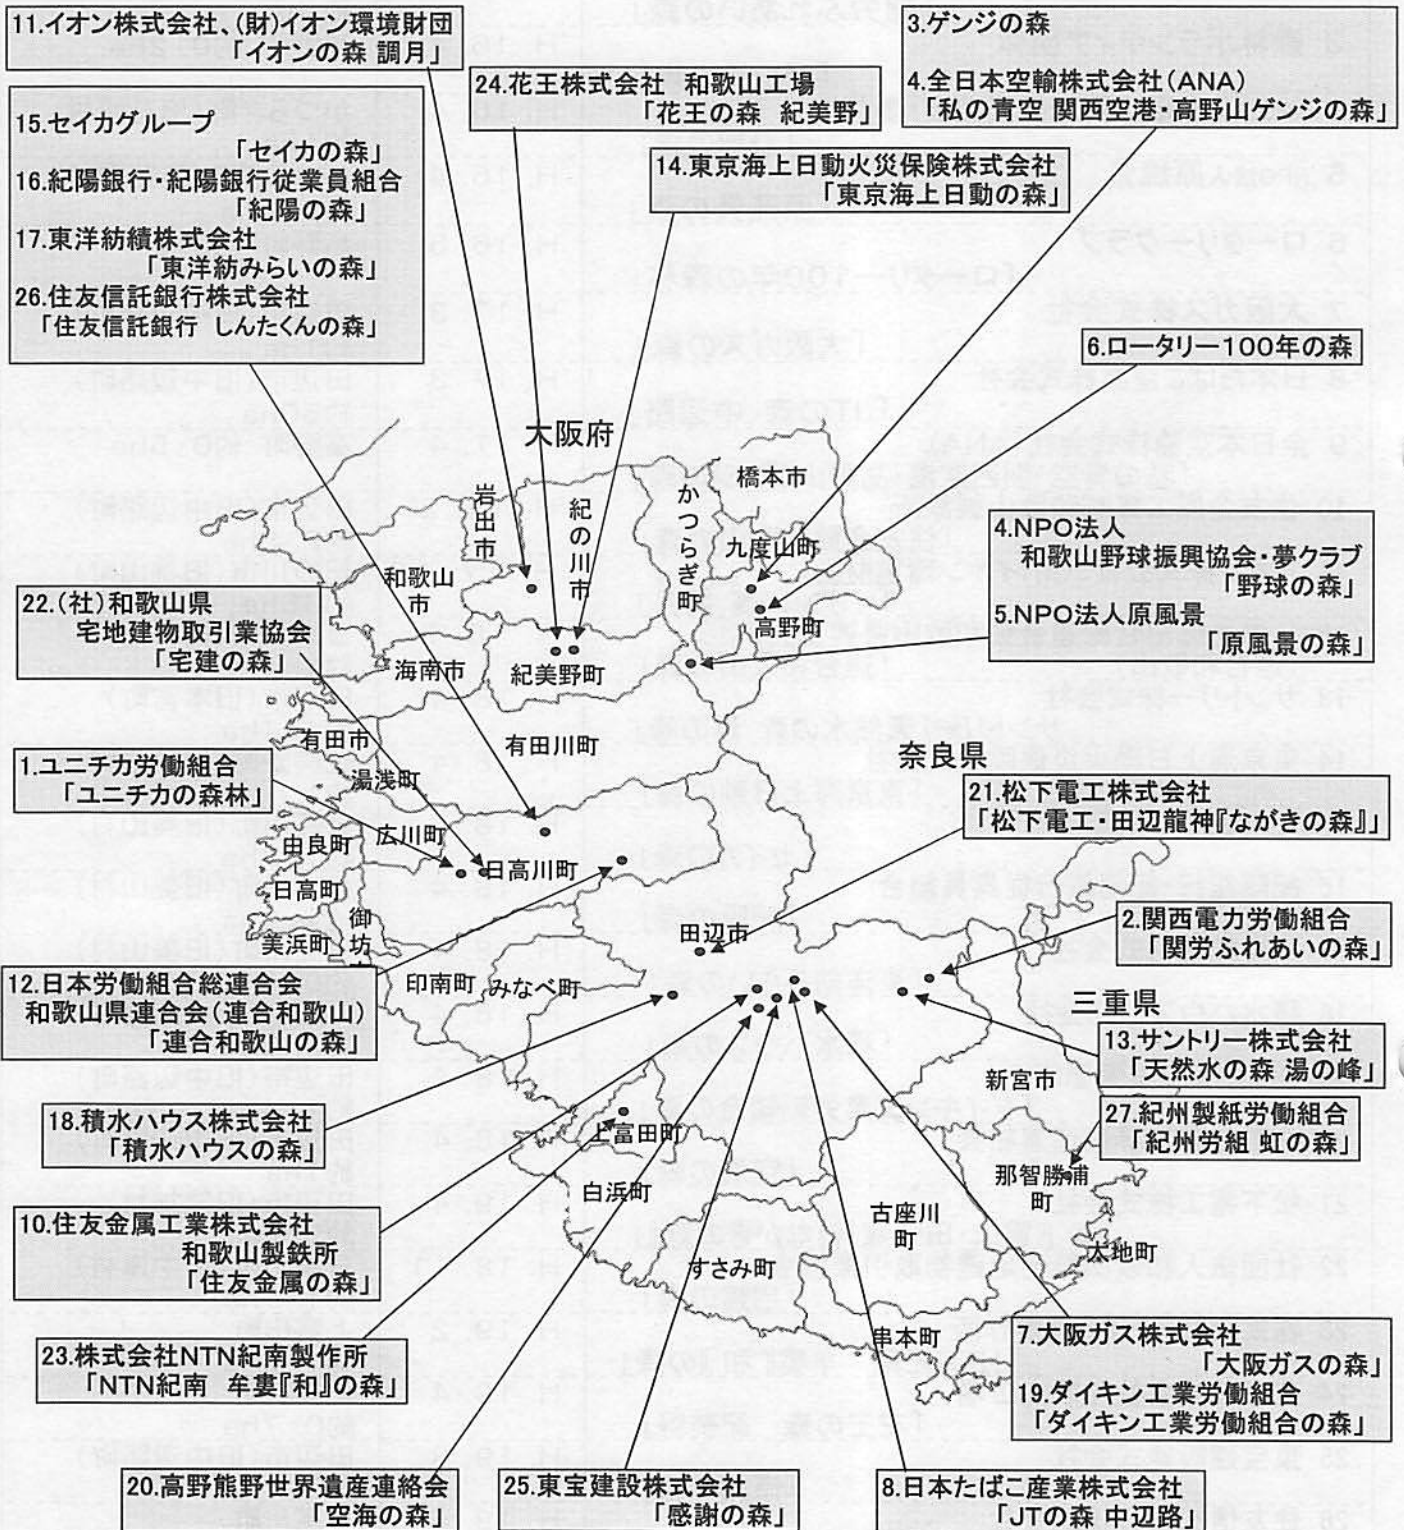 11.イオン株式会社、(財)イオン環境財団
「イオンの森 調月」
3.ゲンジの森
4.全日本空輸株式会社(ANA)
「私の青空 関西空港・高野山ゲンジの森」
24.花王株式会社 和歌山工場
「花王の森 紀美野」
15.セイカグループ
「セイカの森」
16.紀陽銀行・紀陽銀行従業員組合
「紀陽の森」
17.東洋紡績株式会社
「東洋紡みらいの森」
26.住友信託銀行株式会社
「住友信託銀行 しんたくんの森」
14.東京海上日動火災保険株式会社
「東京海上日動の森」
6.ロータリー100年の森
大阪府
橋本市
岩出市
紀の川市
かつらぎ町
九度山町
和歌山市
高野町
4.NPO法人
和歌山野球振興協会・夢クラブ
「野球の森」
5.NPO法人原風景
「原風景の森」
22.(社)和歌山県
宅地建物取引業協会
「宅建の森」
海南市
紀美野町
有田市
有田川町
湯浅町
奈良県
1.ユニチカ労働組合
「ユニチカの森林」
21.松下電工株式会社
「松下電工・田辺龍神『ながきの森』」
広川町
由良町
日高川町
日高町
御坊
美浜町
田辺市
2.関西電力労働組合
「関労ふれあいの森」
印南町
みなべ町
12.日本労働組合総連合会
和歌山県連合会(連合和歌山)
「連合和歌山の森」
三重県
13.サントリー株式会社
「天然水の森 湯の峰」
新宮市
18.積水ハウス株式会社
「積水ハウスの森」
上富田町
27.紀州製紙労働組合
「紀州労組 虹の森」
那智勝浦町
白浜町
10.住友金属工業株式会社
和歌山製鉄所
「住友金属の森」
古座川町
太地町
すさみ町
串本町
23.株式会社NTN紀南製作所
「NTN紀南 牟婁『和』の森」
7.大阪ガス株式会社
「大阪ガスの森」
19.ダイキン工業労働組合
「ダイキン工業労働組合の森」
20.高野熊野世界遺産連絡会
「空海の森」
25.東宝建設株式会社
「感謝の森」
8.日本たばこ産業株式会社
「JTの森 中辺路」